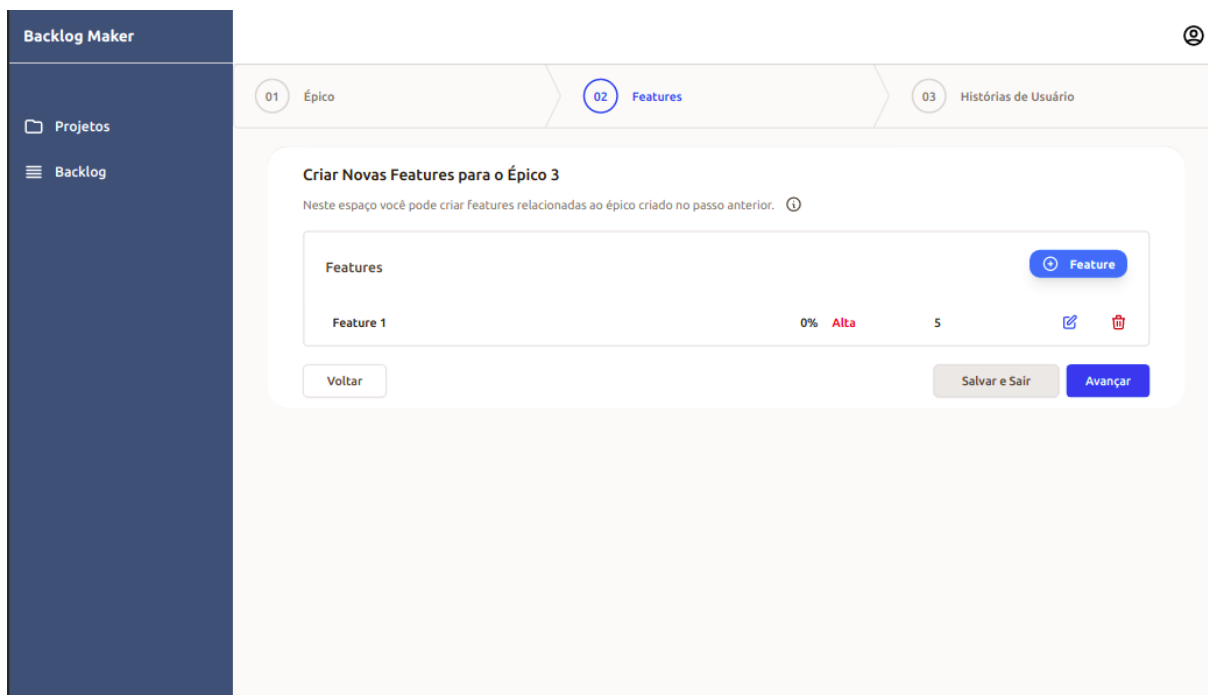 Backlog Maker
Projetos
Backlog
01 Épico
02 Features
03 Histórias de Usuário
Criar Novas Features para o Épico 3
Neste espaço você pode criar features relacionadas ao épico criado no passo anterior.
Features
Feature
Feature 1 0% Alta 5
Voltar Salvar e Sair Avançar